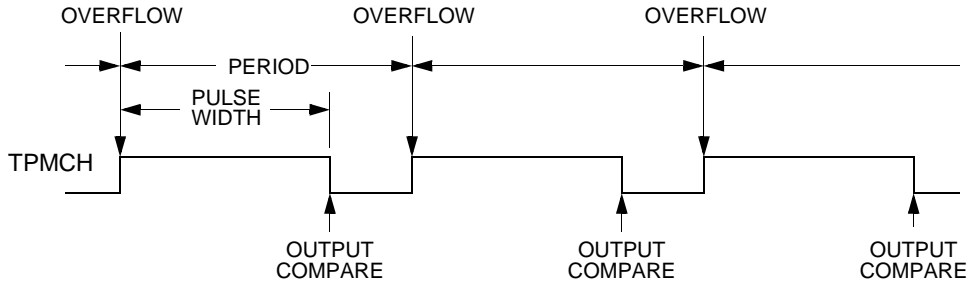 OVERFLOW
OVERFLOW
OVERFLOW
PERIOD
PULSE
WIDTH
TPMCH
OUTPUT
COMPARE
OUTPUT
COMPARE
OUTPUT
COMPARE